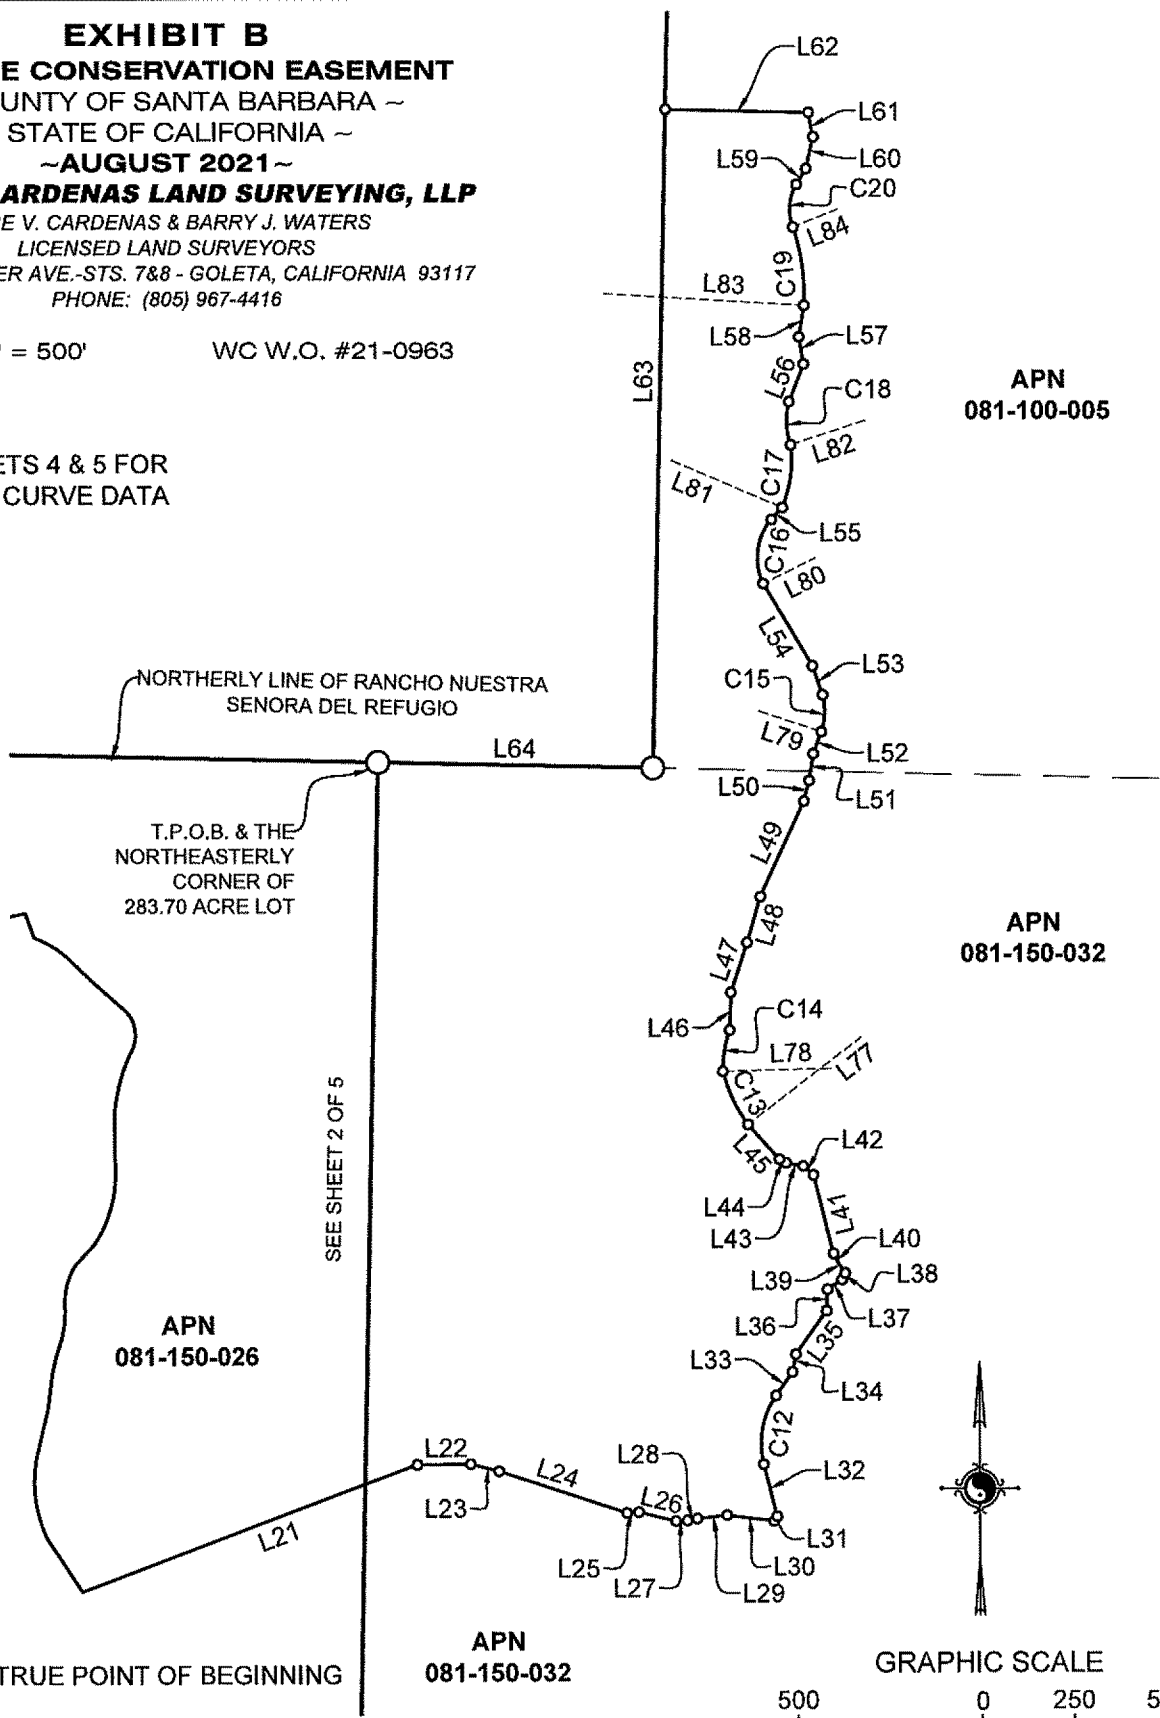 EXHIBIT B
E CONSERVATION EASEMENT
UNTY OF SANTA BARBARA ~
STATE OF CALIFORNIA ~
~AUGUST 2021~
ARDENAS LAND SURVEYING, LLP
E V. CARDENAS & BARRY J. WATERS
LICENSED LAND SURVEYORS
ER AVE.-STS. 7&8 - GOLETA, CALIFORNIA 93117
PHONE: (805) 967-4416
= 500' WC W.O. #21-0963
ETS 4 & 5 FOR
CURVE DATA
L62
L61
L59
L60
C20
L84
C19
L83
L58
L57
L63
L56
C18
APN
081-100-005
L82
C17
L81
L55
C16
L80
L54
L53
C15
NORTHERLY LINE OF RANCHO NUESTRA
SENORA DEL REFUGIO
L79
L64
L52
L50
L51
T.P.O.B. & THE
NORTHEASTERLY
CORNER OF
283.70 ACRE LOT
L49
L48
APN
081-150-032
L47
L46
C14
L78
L77
C13
SEE SHEET 2 OF 5
L45
L42
L44
L43
L41
L40
L39
L38
L37
L36
L35
APN
081-150-026
L33
L34
C12
L22
L28
L32
L24
L23
L26
L21
L31
L25
L30
L27
L29
APN
081-150-032
TRUE POINT OF BEGINNING
GRAPHIC SCALE
500 0 250 5